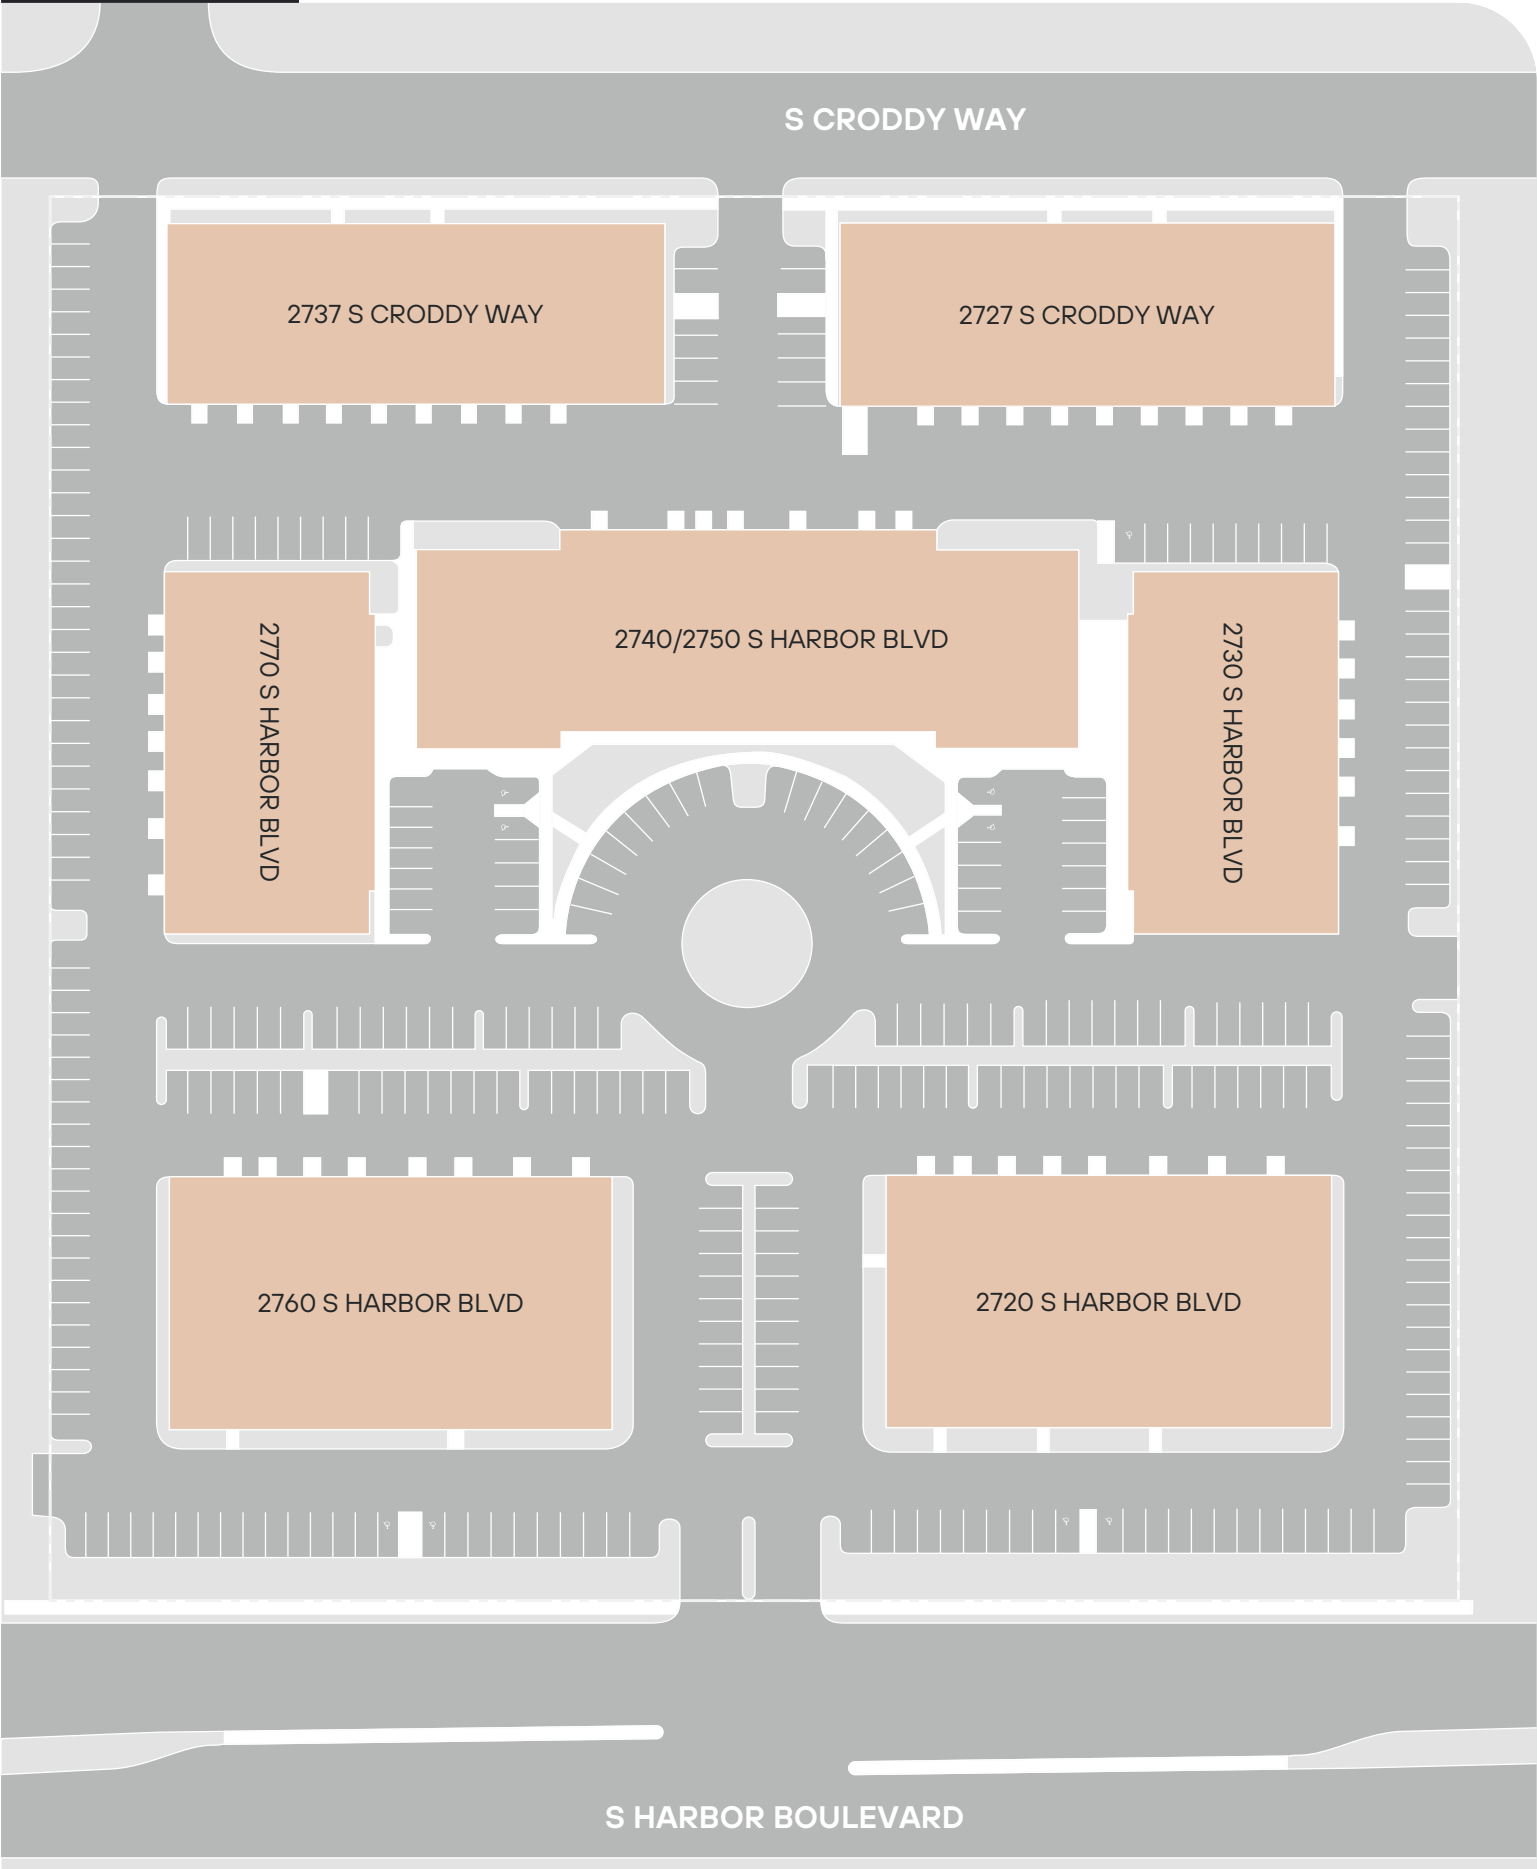 S CRODDY WAY
2737 S CRODDY WAY
2727 S CRODDY WAY
2740/2750 S HARBOR BLVD
2770 S HARBOR BLVD
2730 S HARBOR BLVD
2760 S HARBOR BLVD
2720 S HARBOR BLVD
S HARBOR BOULEVARD